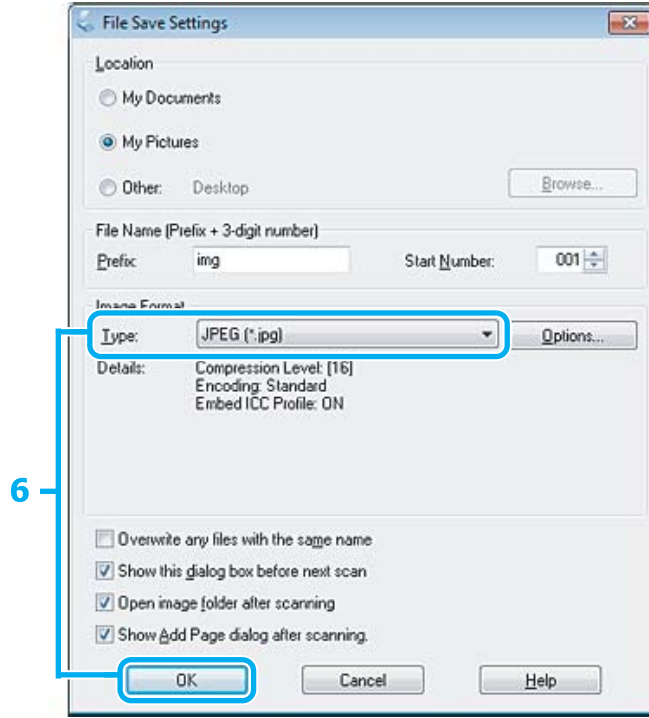 File Save Settings
Location
My Documents
My Pictures
Other: Desktop Browse...
File Name (Prefix + 3-digit number)
Prefix: img Start Number: 001
Image Format
Type: JPEG (*.jpg) Options...
Details: Compression Level: [16]
Encoding: Standard
Embed ICC Profile: ON
6
Overwrite any files with the same name
Show this dialog box before next scan
Open image folder after scanning
Show Add Page dialog after scanning.
OK Cancel Help